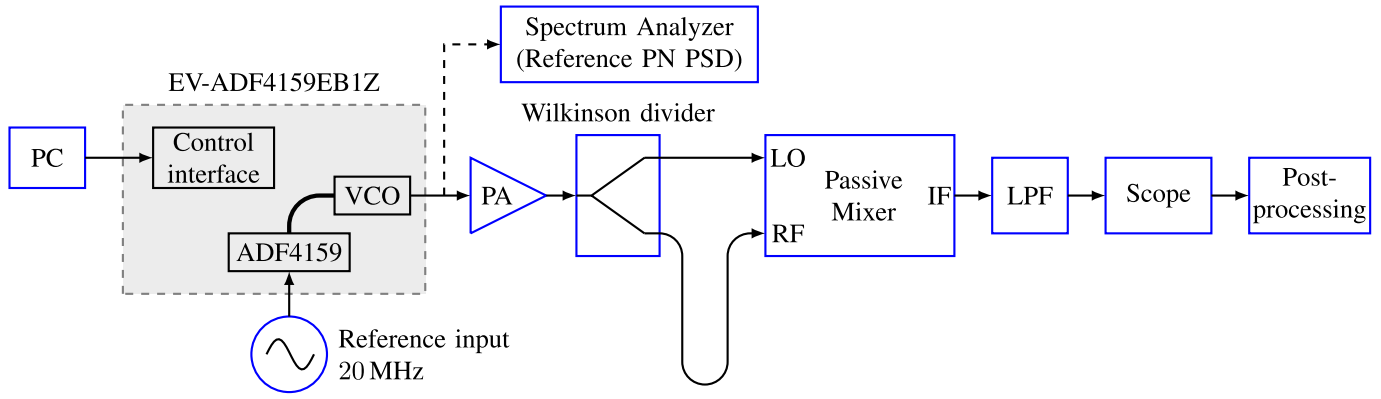 Spectrum Analyzer
(Reference PN PSD)
EV-ADF4159EB1Z
Wilkinson divider
PC
Control
interface
VCO
ADF4159
PA
LO
RF
Passive
Mixer
IF
LPF
Scope
Post-
processing
Reference input
20 MHz